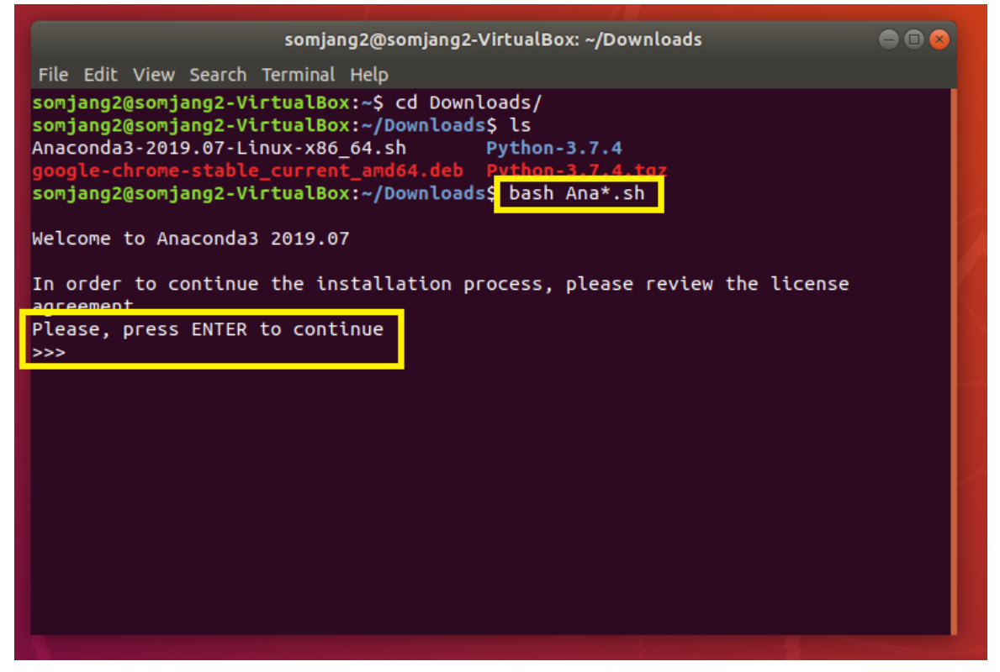 somjang2@somjang2-VirtualBox: ~/Downloads
File Edit View Search Terminal Help
somjang2@somjang2-VirtualBox:~$ cd Downloads/
somjang2@somjang2-VirtualBox:~/Downloads$ ls
Anaconda3-2019.07-Linux-x86_64.sh Python-3.7.4
google-chrome-stable_current_amd64.deb Python-3.7.4.tgz
somjang2@somjang2-VirtualBox:~/Downloads$ bash Ana*.sh
Welcome to Anaconda3 2019.07
In order to continue the installation process, please review the license
agreement.
Please, press ENTER to continue
>>>